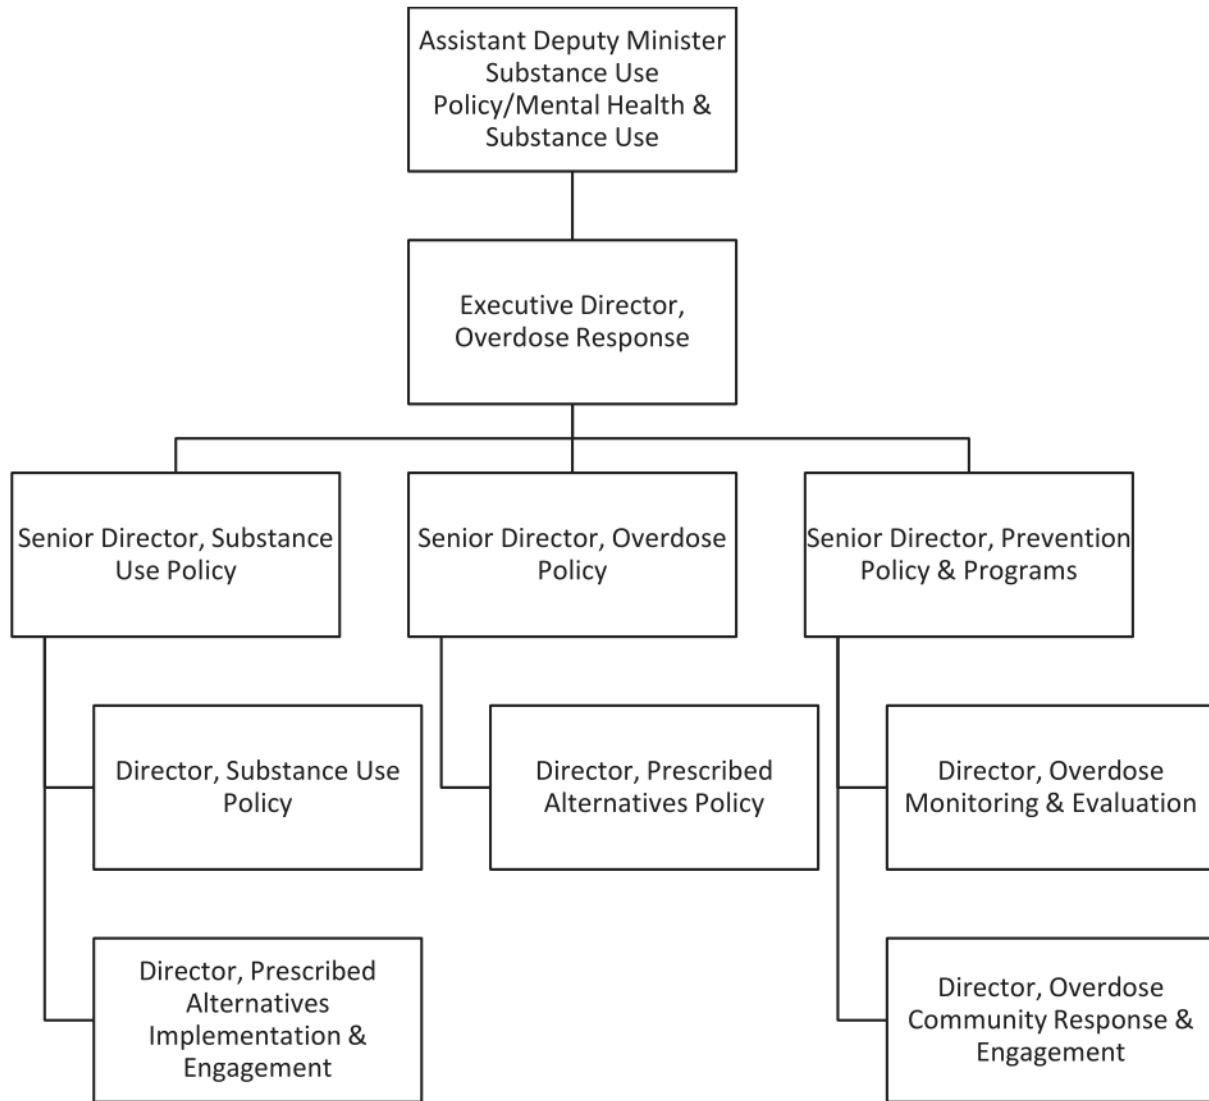 Assistant Deputy Minister
Substance Use
Policy/Mental Health &
Substance Use
Executive Director,
Overdose Response
Senior Director, Substance
Use Policy
Senior Director, Overdose
Policy
Senior Director, Prevention
Policy & Programs
Director, Substance Use
Policy
Director, Prescribed
Alternatives Policy
Director, Overdose
Monitoring & Evaluation
Director, Prescribed
Alternatives
Implementation &
Engagement
Director, Overdose
Community Response &
Engagement